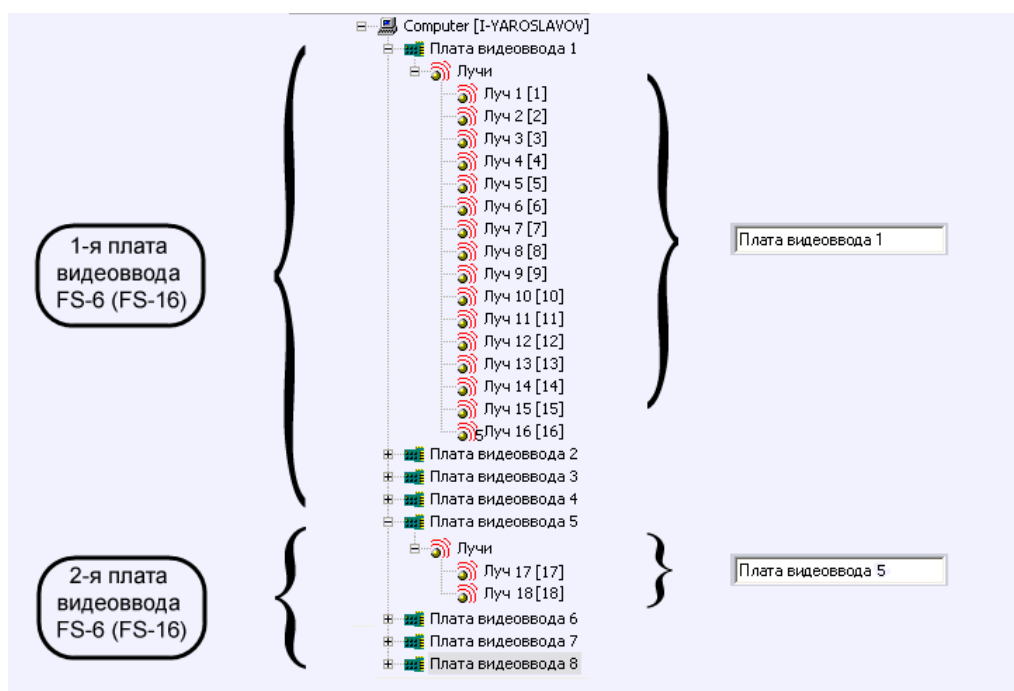 Computer [I-YAROSLAVOV]
Плата видеоввода 1
Лучи
Луч 1 [1]
Луч 2 [2]
Луч 3 [3]
Луч 4 [4]
Луч 5 [5]
Луч 6 [6]
Луч 7 [7]
Луч 8 [8]
Луч 9 [9]
Луч 10 [10]
Луч 11 [11]
Луч 12 [12]
Луч 13 [13]
Луч 14 [14]
Луч 15 [15]
5 Луч 16 [16]
Плата видеоввода 2
Плата видеоввода 3
Плата видеоввода 4
Плата видеоввода 5
Лучи
Луч 17 [17]
Луч 18[18]
Плата видеоввода 6
Плата видеоввода 7
Плата видеоввода 8
1-я плата
видеоввода
FS-6 (FS-16)
2-я плата
видеоввода
FS-6 (FS-16)
Плата видеоввода 1
Плата видеоввода 5